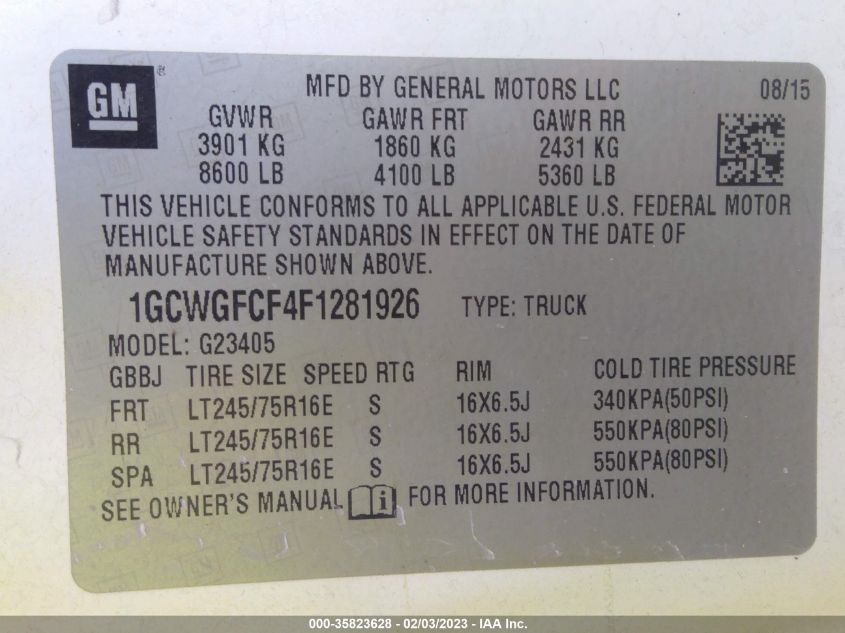 GM® MFD BY GENERAL MOTORS LLC 08/15
GVWR GAWR FRT GAWR RR
3901 KG 1860 KG 2431 KG
8600 LB 4100 LB 5360 LB
THIS VEHICLE CONFORMS TO ALL APPLICABLE U.S. FEDERAL MOTOR
VEHICLE SAFETY STANDARDS IN EFFECT ON THE DATE OF
MANUFACTURE SHOWN ABOVE.
1GCWGFCF4F1281926 TYPE: TRUCK
MODEL: G23405
GBBJ TIRE SIZE SPEED RTG RIM COLD TIRE PRESSURE
FRT LT245/75R16E S 16X6.5J 340KPA(50PSI)
RR LT245/75R16E S 16X6.5J 550KPA(80PSI)
SPA LT245/75R16E S 16X6.5J 550KPA(80PSI)
SEE OWNER'S MANUAL i FOR MORE INFORMATION.
000-35823628 - 02/03/2023 - IAA Inc.